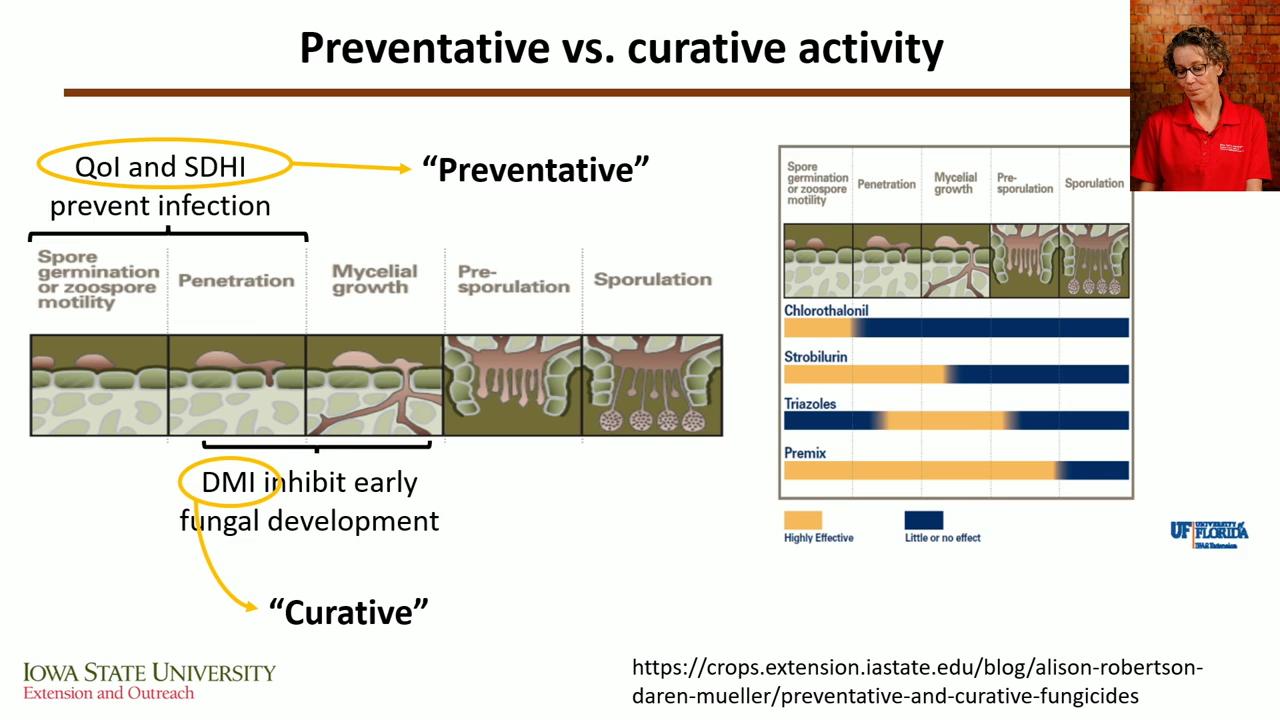 Preventative vs. curative activity
QoI and SDHI
prevent infection
“Preventative”
Spore
germination
or zoospore
motility
Penetration
Mycelial
growth
Pre-
sporulation
Sporulation
DMI inhibit early
fungal development
“Curative”
Spore
germination
or zoospore
motility
Penetration
Mycelial
growth
Pre-
sporulation
Sporulation
Chlorothalonil
Strobilurin
Triazoles
Premix
Highly Effective
Little or no effect
UF UNIVERSITY of
FLORIDA
IOWA STATE UNIVERSITY
Extension and Outreach
https://crops.extension.iastate.edu/blog/alison-robertson-
daren-mueller/preventative-and-curative-fungicides